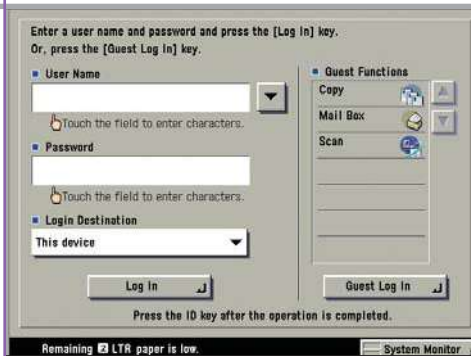 Enter a user name and password and press the [Log In] key.
Or, press the [Guest Log In] key.
User Name
Touch the field to enter characters.
Password
Touch the field to enter characters.
Login Destination
This device
Log In
Guest Functions
Copy
Mail Box
Scan
Guest Log In
Press the ID key after the operation is completed.
Remaining 2 LTR paper is low.
System Monitor